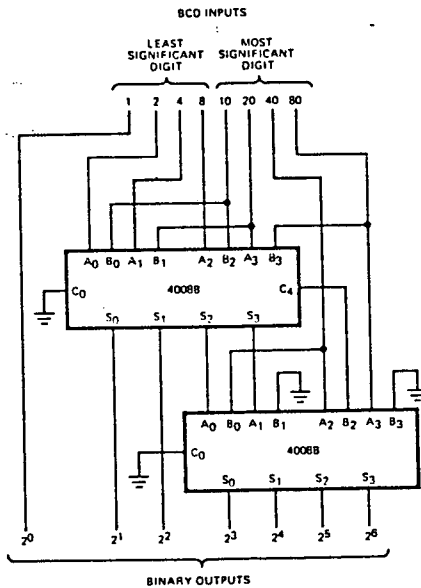 BCD INPUTS
LEAST SIGNIFICANT DIGIT
MOST SIGNIFICANT DIGIT
1 2 4 8 10 20 40 80
A0 B0 A1 B1 A2 B2 A3 B3
C0 4008B C4
S0 S1 S2 S3
A0 B0 A1 B1 A2 B2 A3 B3
C0 4008B
S0 S1 S2 S3
2⁰ 2¹ 2² 2³ 2⁴ 2⁵ 2⁶
BINARY OUTPUTS